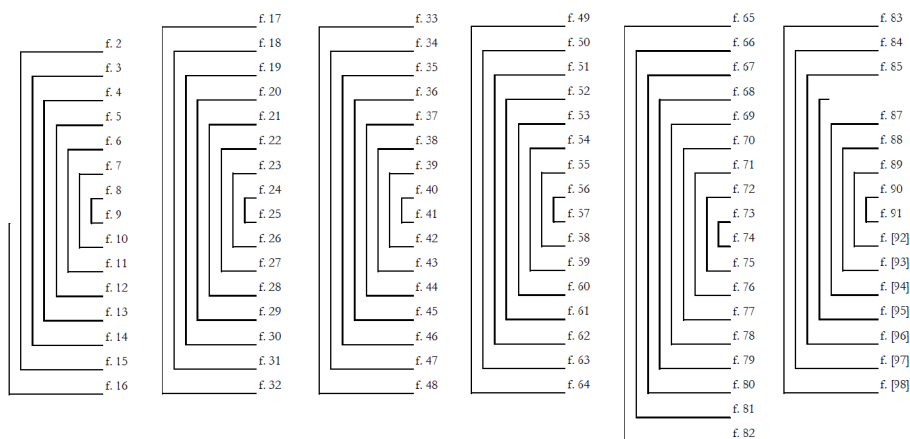 f. 2
f. 3
f. 4
f. 5
f. 6
f. 7
f. 8
f. 9
f. 10
f. 11
f. 12
f. 13
f. 14
f. 15
f. 16
f. 17
f. 18
f. 19
f. 20
f. 21
f. 22
f. 23
f. 24
f. 25
f. 26
f. 27
f. 28
f. 29
f. 30
f. 31
f. 32
f. 33
f. 34
f. 35
f. 36
f. 37
f. 38
f. 39
f. 40
f. 41
f. 42
f. 43
f. 44
f. 45
f. 46
f. 47
f. 48
f. 49
f. 50
f. 51
f. 52
f. 53
f. 54
f. 55
f. 56
f. 57
f. 58
f. 59
f. 60
f. 61
f. 62
f. 63
f. 64
f. 65
f. 66
f. 67
f. 68
f. 69
f. 70
f. 71
f. 72
f. 73
f. 74
f. 75
f. 76
f. 77
f. 78
f. 79
f. 80
f. 81
f. 82
f. 83
f. 84
f. 85
f. 87
f. 88
f. 89
f. 90
f. 91
f. [92]
f. [93]
f. [94]
f. [95]
f. [96]
f. [97]
f. [98]